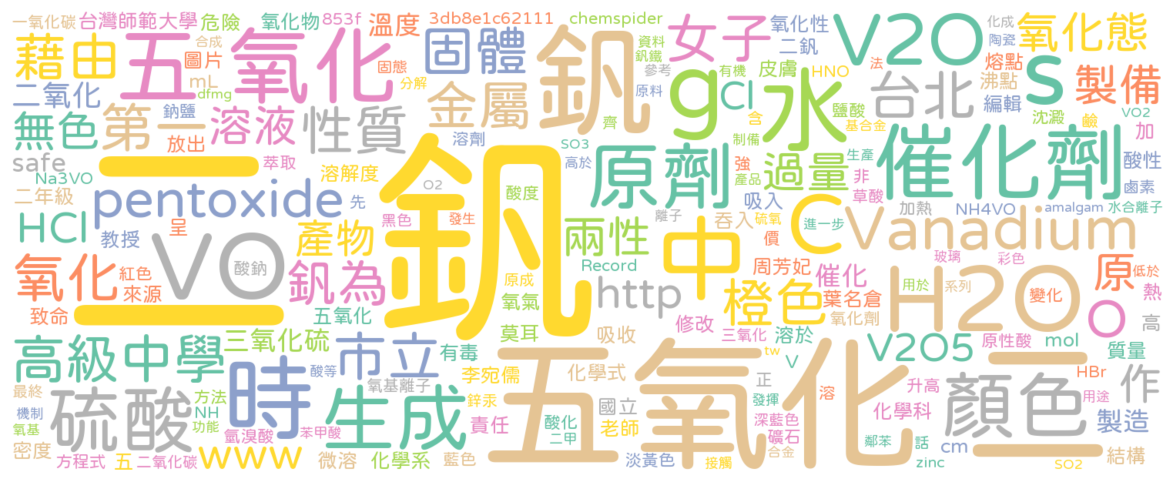 一氧化碳 台灣師範大學 危險 氧化物 853f 溫度 3db8e1c62111 chemspider 女子 氧化性 V2O 化成 氧化態
藉由 五氧化 合成 圖片 固態 固體 釩 資料 釩鐵 二釩 陶瓷 熔點
二氧化 mL dfmg 鈉鹽 分解 金屬 參考 有機 皮膚 HNO 法 沸點 s 製備
無色 第一 溶液 性質 原料 g Cl 水 台北 編輯 VO2
放出 溶劑 齊 含 鹽酸 基合金 沈澱 鹼 加
safe 萃取 SO3 制備 原劑 強 過量 生產 催化劑 酸性
Na3VO 溶解度 O2 酸度 高於 產品 非 鹵素
二年級 pentoxide 先 釩 離子 吸入 草酸 加熱 NH4VO amalgam 水合離子
HCl 教授 呈 產物 黑色 發生 兩性 中 吞入 硫氧 價 C 進一步 Vanadium
氧化 紅色 VO 酸鈉 釩為 原成 Record 周芳妃 催化 玻璃 彩色 原 低於
來源 氧氣 http 橙色 葉名倉 用於 系列 H2O 變化 O 熱
致命 一 五氧化 莫耳 吸收 修改 三氧化 溶於 氧化劑 高
高級中學 三氧化硫 時 市立 有毒 五氧化 tw V V2O5 原性酸 mol 質量
最終 硫酸 方法 酸等 氧基離子 李宛儒 化學式 正 溶 升高 一 HBr 作
機制 NH 生成 鋅汞 國立 發揮 化學科 顏色 用途 製造
氧基 功能 氫溴酸 苯甲酸 責任 酸化 老師 深藍色 礦石
密度 www 二甲 合金 鄰苯 話 cm 結構
方程式 五 二氧化碳 微溶 化學系 藍色 淡黃色 接觸 zinc SO2